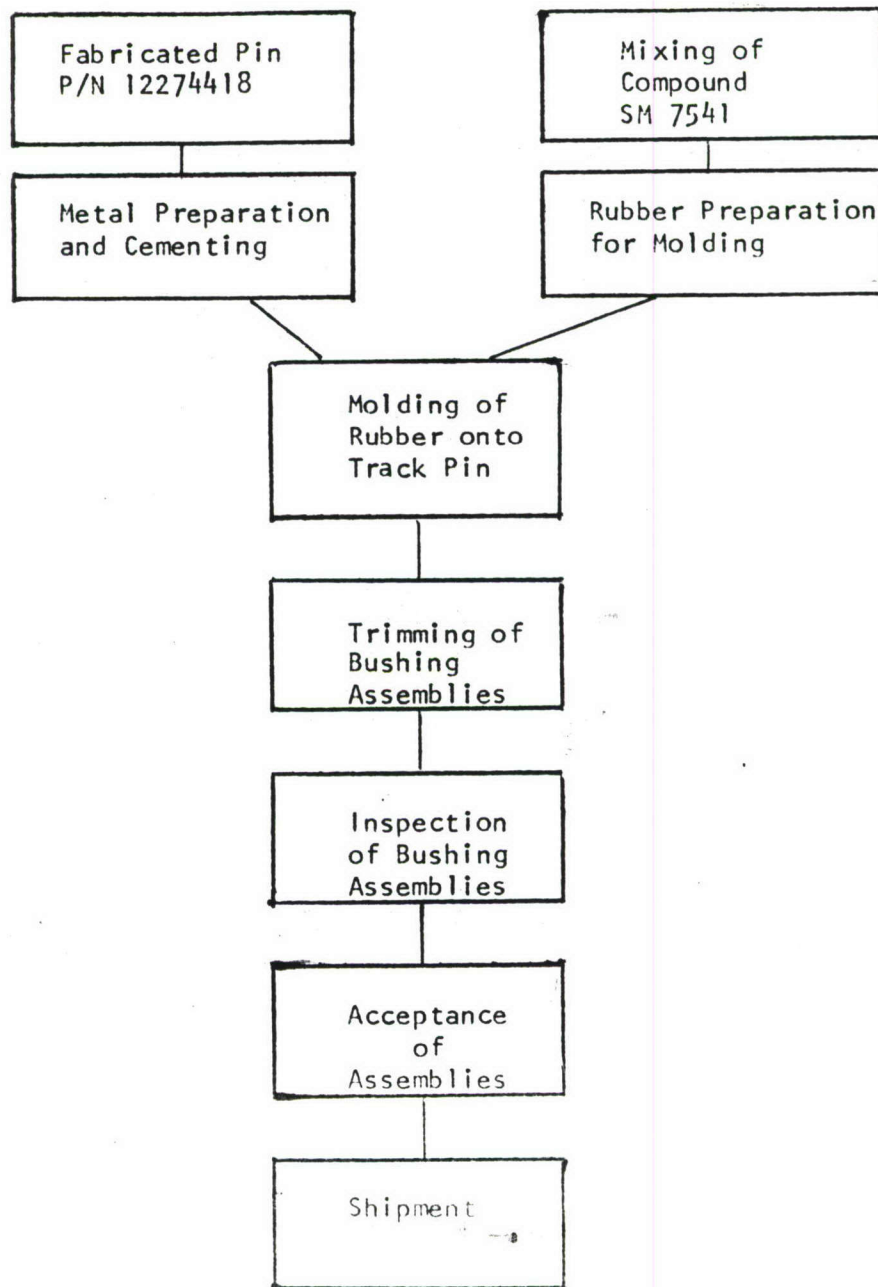 Fabricated Pin
P/N 12274418
Mixing of
Compound
SM 7541
Metal Preparation
and Cementing
Rubber Preparation
for Molding
Molding of
Rubber onto
Track Pin
Trimming of
Bushing
Assemblies
Inspection
of Bushing
Assemblies
Acceptance
of
Assemblies
Shipment